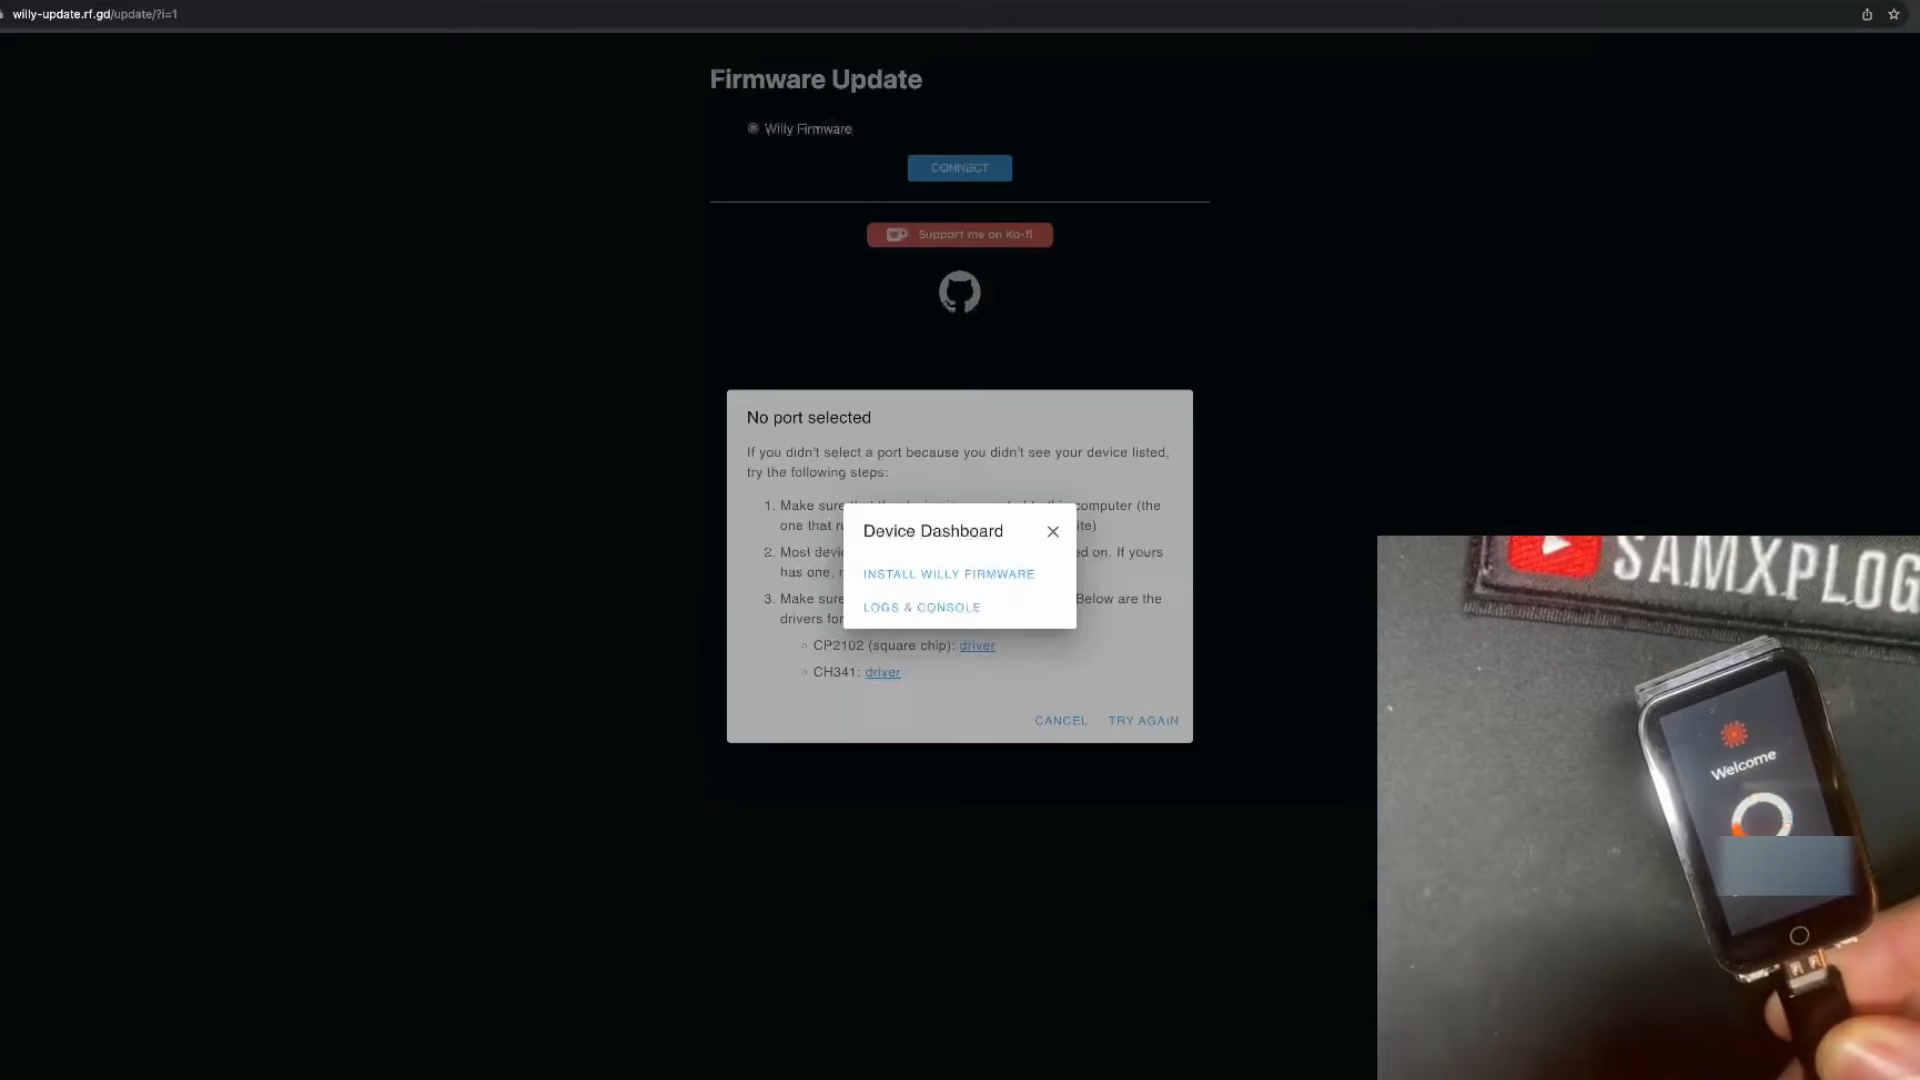 willy-update.rf.gd/update/?i=1
Firmware Update
Willy Firmware
CONNECT
Support me on Ko-fi
No port selected
If you didn't select a port because you didn't see your device listed,
try the following steps:
1. Make sure computer (the
one that
2. Most on. If yours
has one,
3. Make sure Below are the
drivers for
CP2102 (square chip): driver
CH341: driver
CANCEL TRY AGAIN
Device Dashboard
INSTALL WILLY FIRMWARE
LOGS & CONSOLE
SAMXPLOG
Welcome